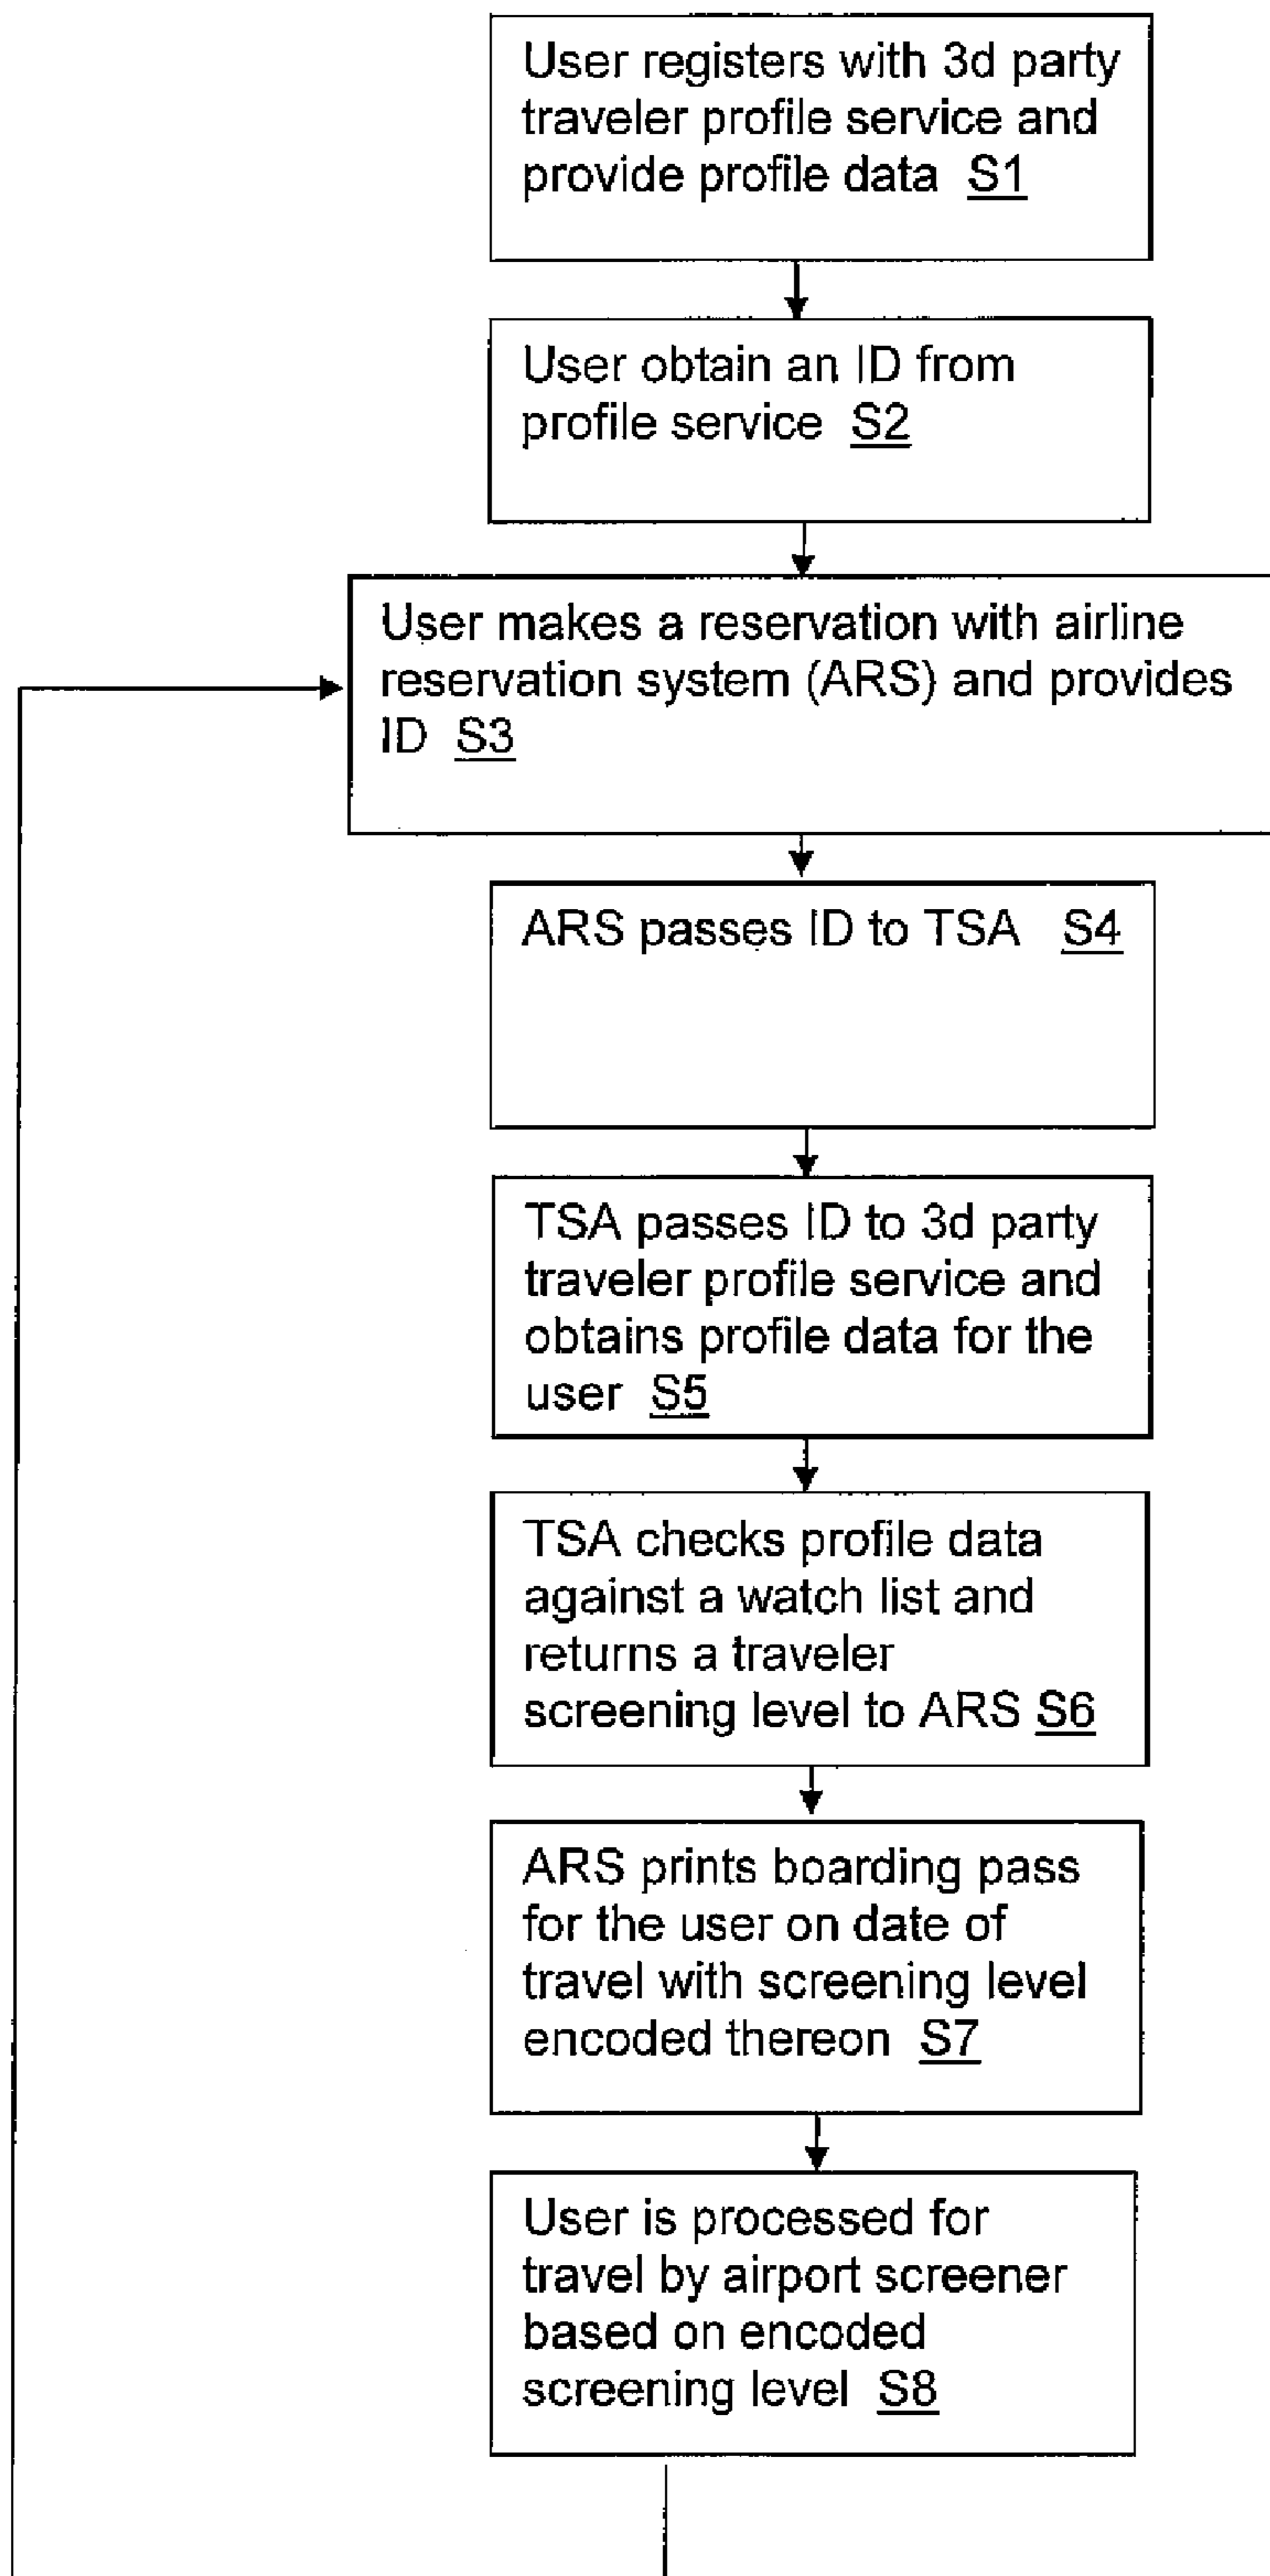 User registers with 3d party
traveler profile service and
provide profile data S1
User obtain an ID from
profile service S2
User makes a reservation with airline
reservation system (ARS) and provides
ID S3
ARS passes ID to TSA S4
TSA passes ID to 3d party
traveler profile service and
obtains profile data for the
user S5
TSA checks profile data
against a watch list and
returns a traveler
screening level to ARS S6
ARS prints boarding pass
for the user on date of
travel with screening level
encoded thereon S7
User is processed for
travel by airport screener
based on encoded
screening level S8